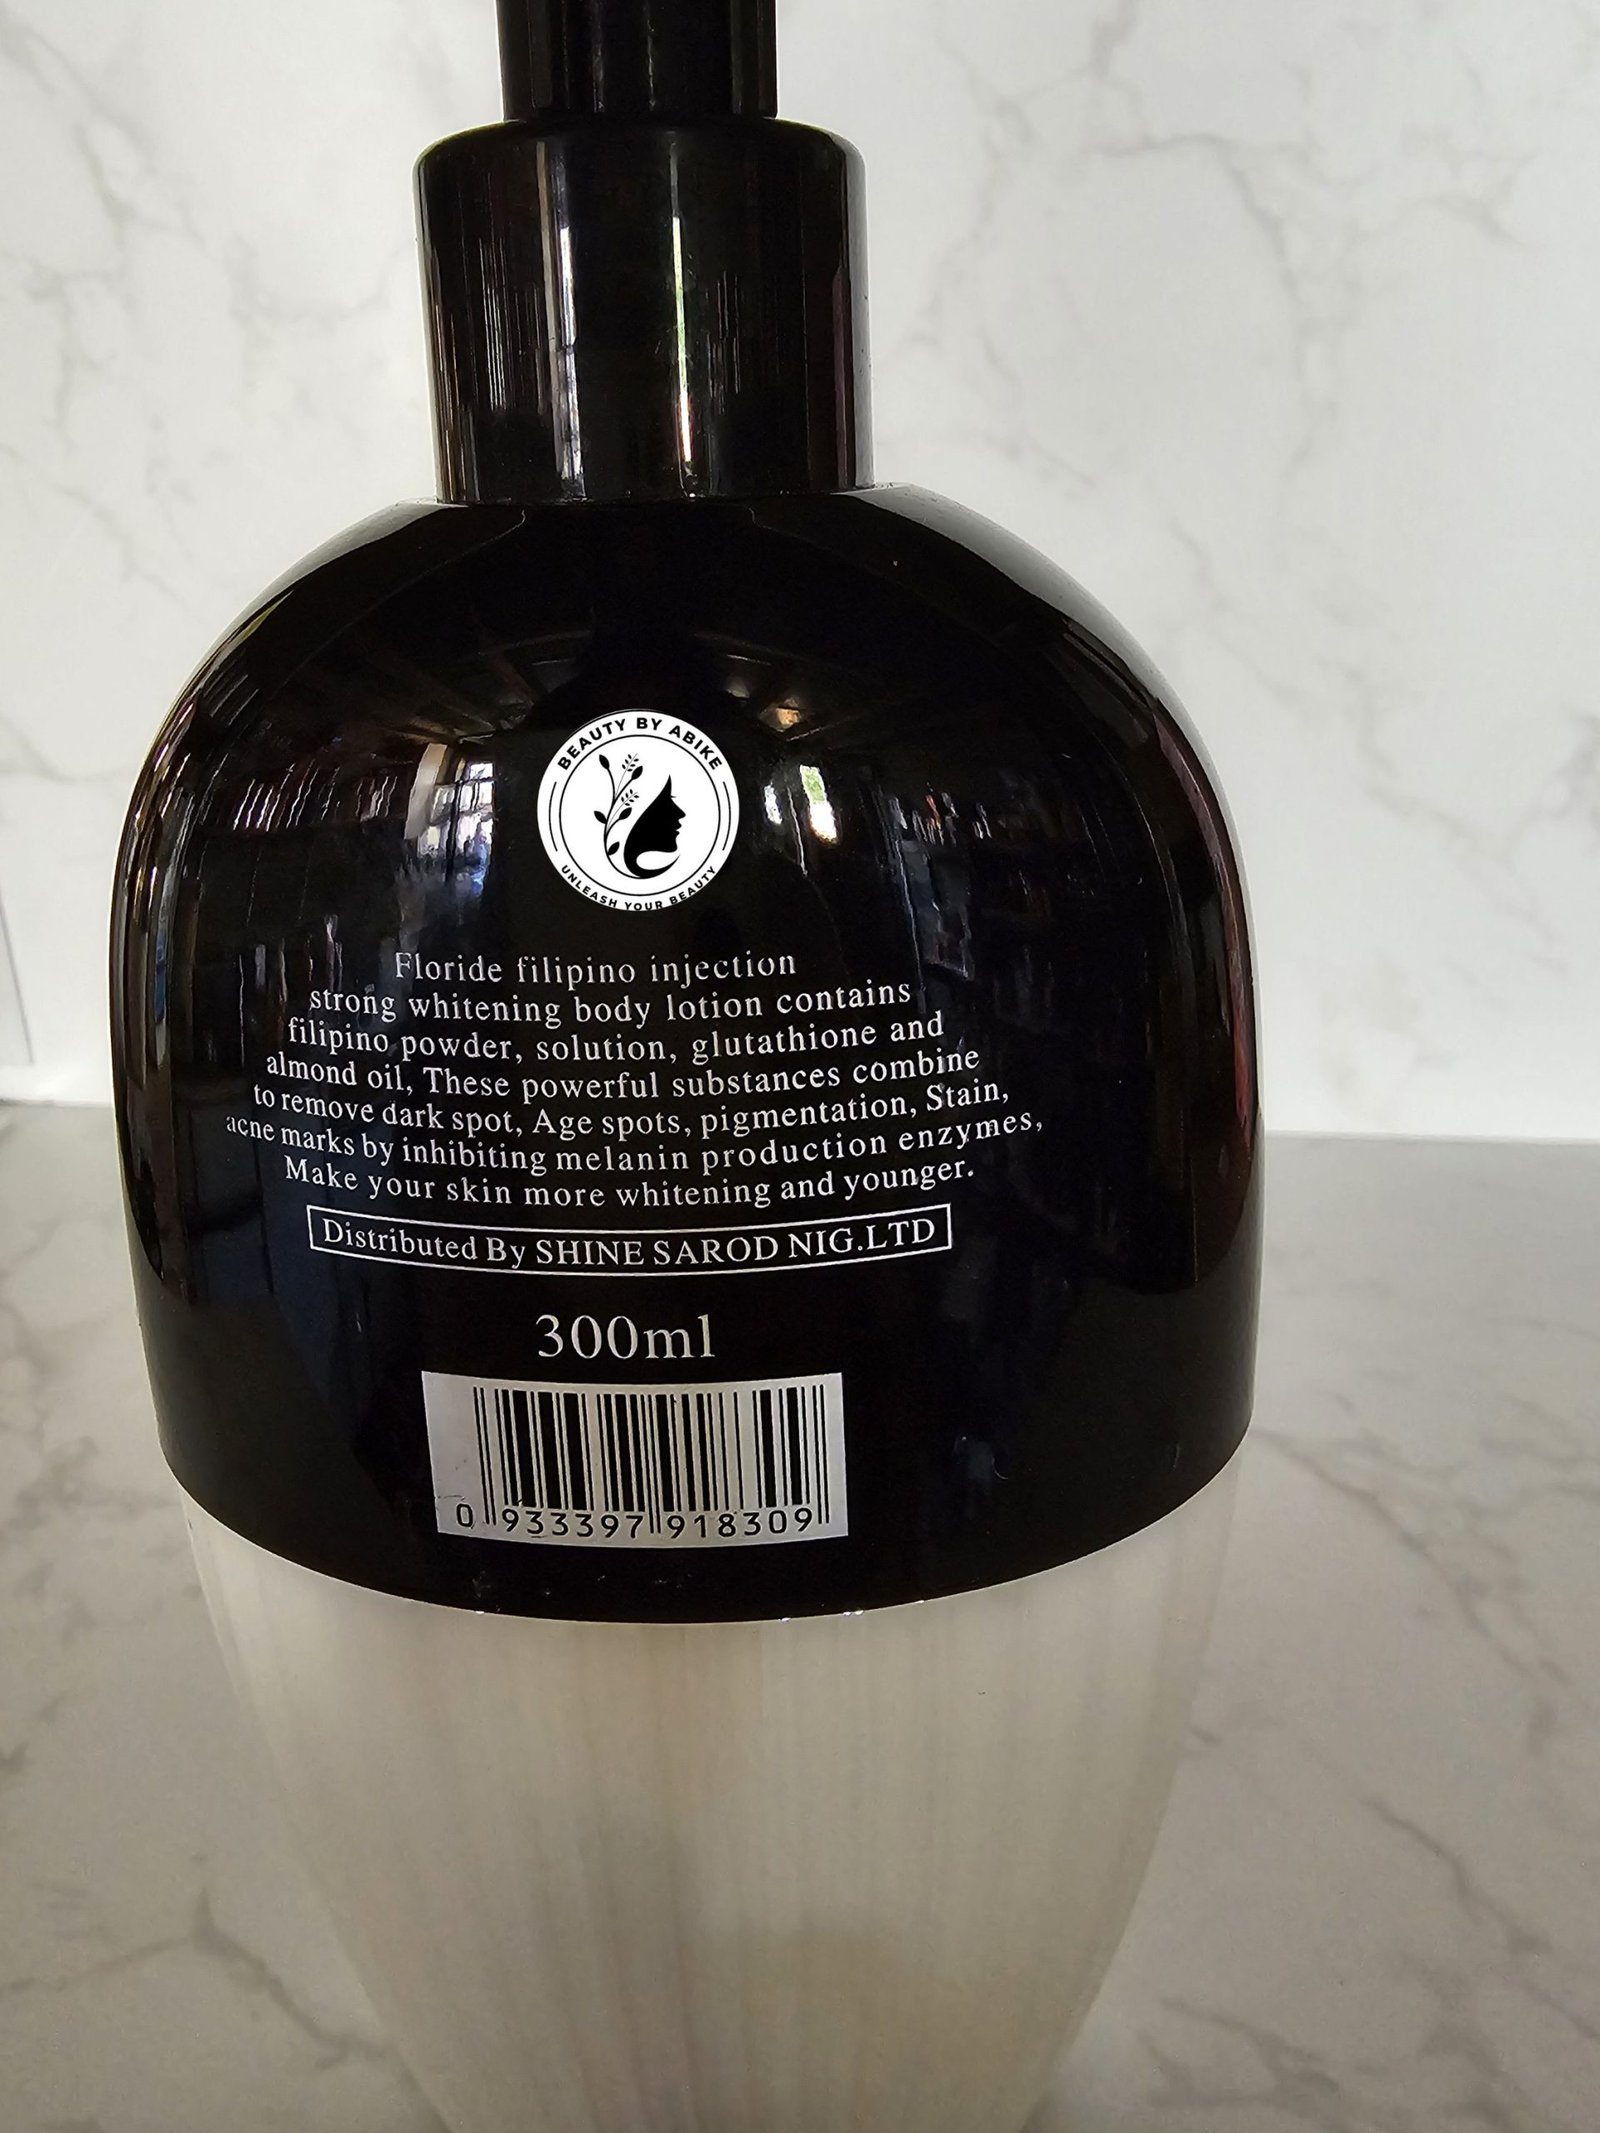 BEAUTY BY ABIKE
UNLEASH YOUR BEAUTY
Floride filipino injection
strong whitening body lotion contains
filipino powder, solution, glutathione and
almond oil, These powerful substances combine
to remove dark spot, Age spots, pigmentation, Stain,
acne marks by inhibiting melanin production enzymes,
Make your skin more whitening and younger.
Distributed By SHINE SAROD NIG.LTD
300ml
0 933397 918309